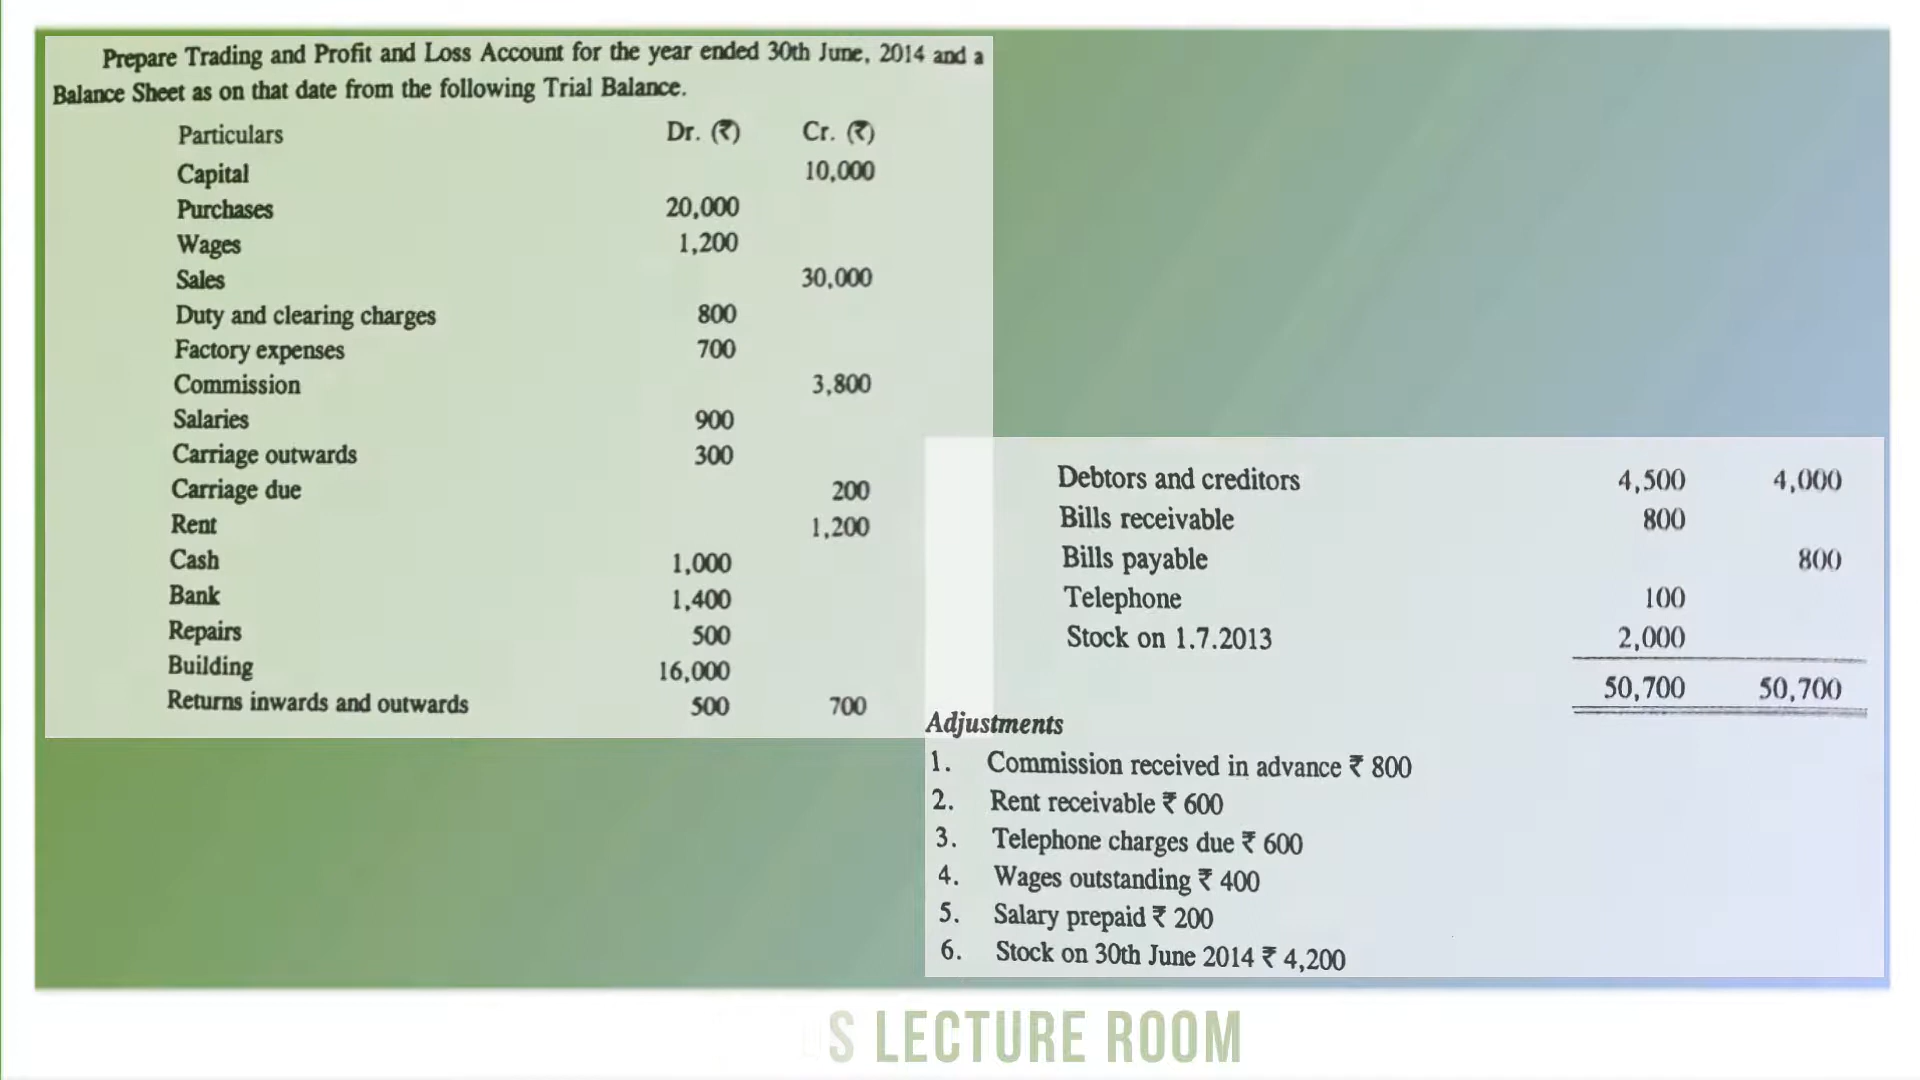 Prepare Trading and Profit and Loss Account for the year ended 30th June, 2014 and a
Balance Sheet as on that date from the following Trial Balance.
Particulars Dr. (₹) Cr. (₹)
Capital 10,000
Purchases 20,000
Wages 1,200
Sales 30,000
Duty and clearing charges 800
Factory expenses 700
Commission 3,800
Salaries 900
Carriage outwards 300
Carriage due 200
Rent 1,200
Cash 1,000
Bank 1,400
Repairs 500
Building 16,000
Returns inwards and outwards 500 700
Debtors and creditors 4,500 4,000
Bills receivable 800
Bills payable 800
Telephone 100
Stock on 1.7.2013 2,000
50,700 50,700
Adjustments
1. Commission received in advance ₹ 800
2. Rent receivable ₹ 600
3. Telephone charges due ₹ 600
4. Wages outstanding ₹ 400
5. Salary prepaid ₹ 200
6. Stock on 30th June 2014 ₹ 4,200
S LECTURE ROOM